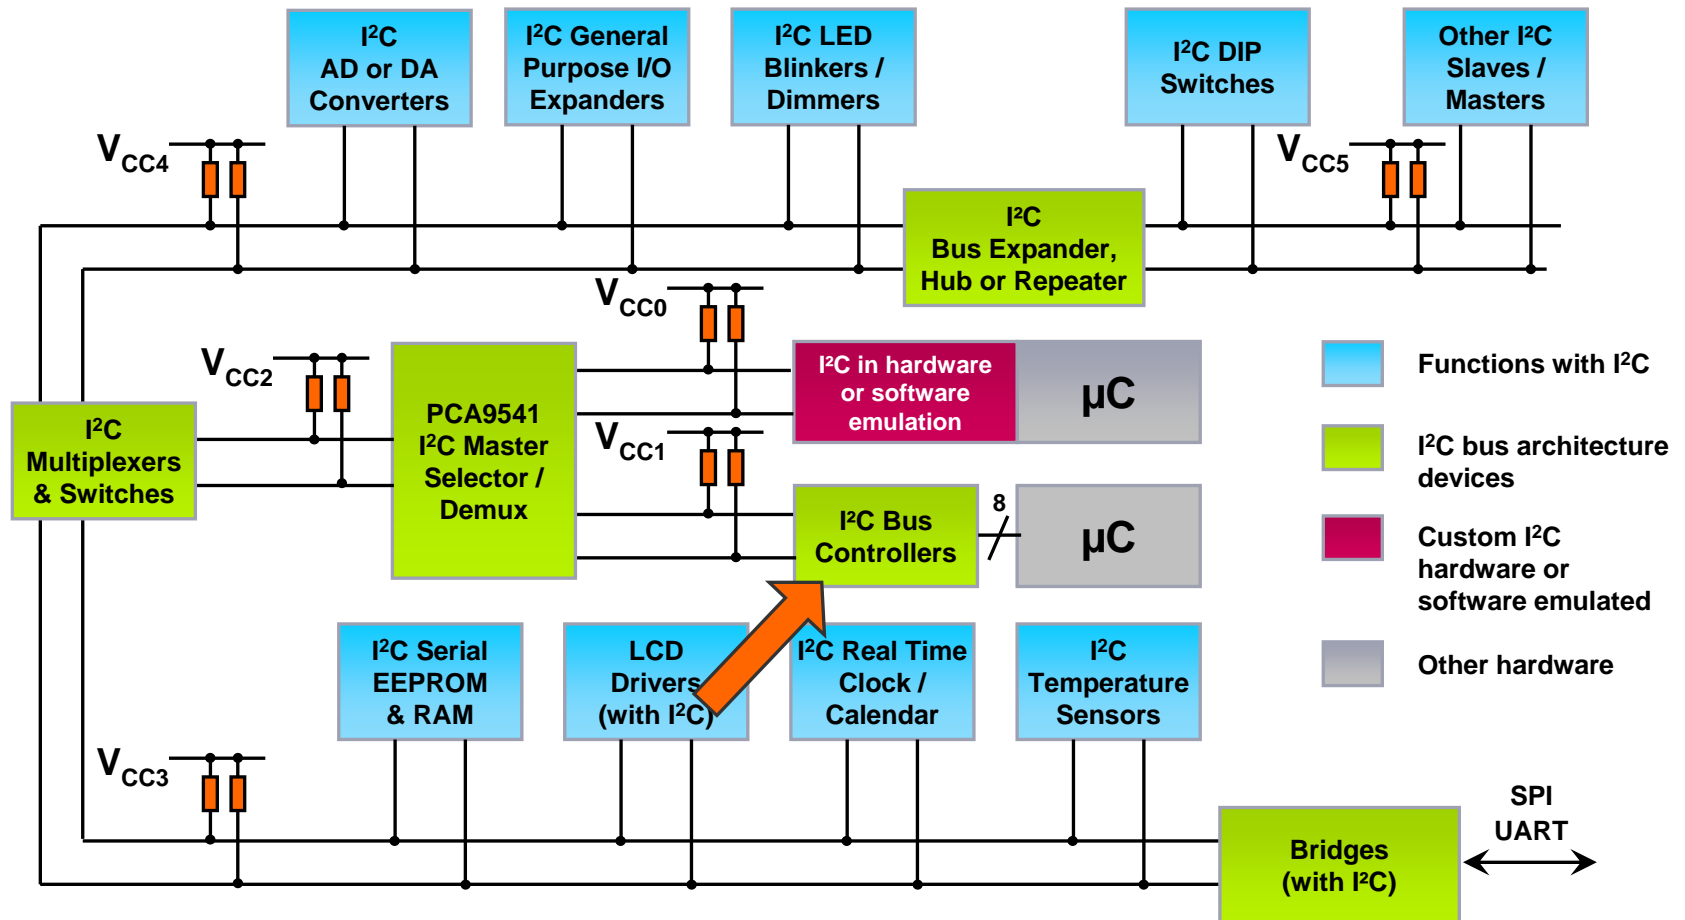 I²C
AD or DA
Converters
I²C General
Purpose I/O
Expanders
I²C LED
Blinkers /
Dimmers
I²C DIP
Switches
Other I²C
Slaves /
Masters
VCC4
VCC5
I²C
Bus Expander,
Hub or Repeater
VCC0
VCC2
I²C
Multiplexers
& Switches
PCA9541
I²C Master
Selector /
Demux
I²C in hardware
or software
emulation
µC
VCC1
I²C Bus
Controllers
8
µC
Functions with I²C
I²C bus architecture
devices
Custom I²C
hardware or
software emulated
Other hardware
I²C Serial
EEPROM
& RAM
LCD
Drivers
(with I²C)
I²C Real Time
Clock /
Calendar
I²C
Temperature
Sensors
VCC3
Bridges
(with I²C)
SPI
UART